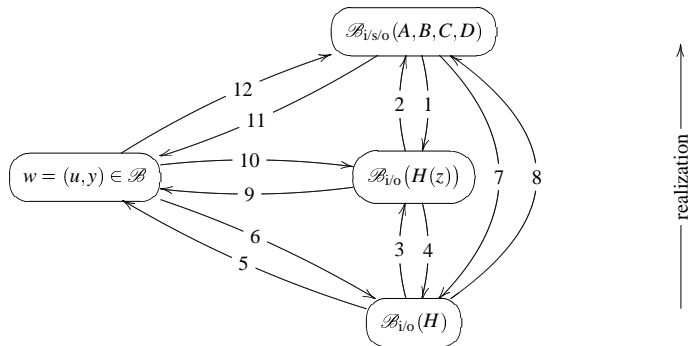 ℬi/s/o(A, B, C, D)
12
2 1
11
10
w = (u, y) ∈ ℬ
ℬi/o(H(z))
7 8
9
realization
6
3 4
5
ℬi/o(H)